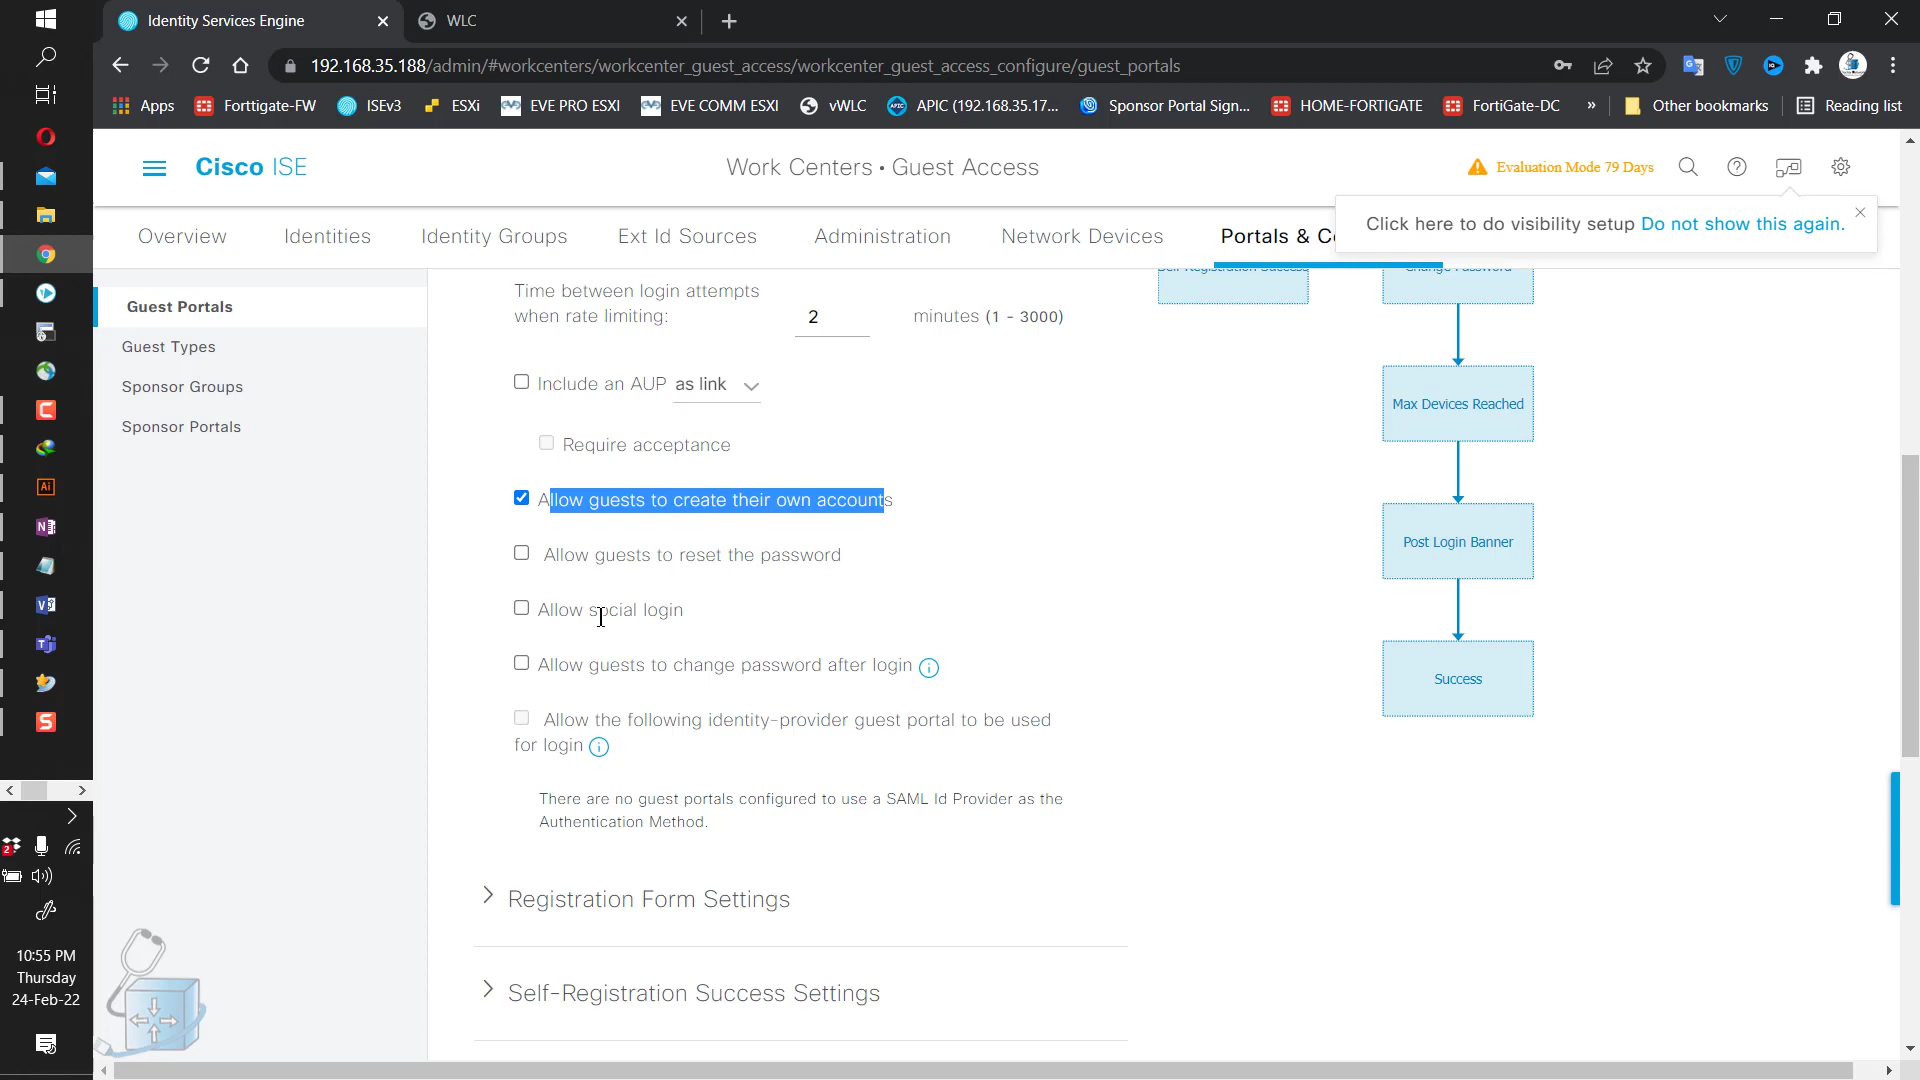 Identity Services Engine
WLC
192.168.35.188/admin/#workcenters/workcenter_guest_access/workcenter_guest_access_configure/guest_portals
Apps
Fortigate-FW
ISEv3
ESXi
EVE PRO ESXI
EVE COMM ESXI
vWLC
APIC (192.168.35.17...
Sponsor Portal Sign...
HOME-FORTIGATE
FortiGate-DC
»
Other bookmarks
Reading list
Cisco ISE
Work Centers · Guest Access
Evaluation Mode 79 Days
Click here to do visibility setup Do not show this again.
Overview
Identities
Identity Groups
Ext Id Sources
Administration
Network Devices
Portals & C
Guest Portals
Guest Types
Sponsor Groups
Sponsor Portals
Time between login attempts
when rate limiting:
2
minutes (1 - 3000)
Include an AUP as link
Require acceptance
Allow guests to create their own accounts
Allow guests to reset the password
Allow social login
Allow guests to change password after login
Allow the following identity-provider guest portal to be used
for login
There are no guest portals configured to use a SAML Id Provider as the
Authentication Method.
Registration Form Settings
Self-Registration Success Settings
Self Registration Success
Change Password
Max Devices Reached
Post Login Banner
Success
10:55 PM
Thursday
24-Feb-22